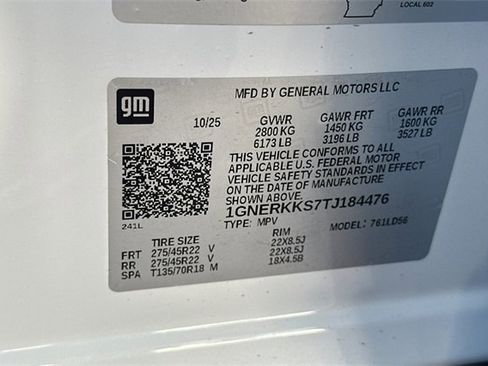 LOCAL 602
gm
MFD BY GENERAL MOTORS LLC
10/25 GVWR GAWR FRT GAWR RR
2800 KG 1450 KG 1600 KG
6173 LB 3196 LB 3527 LB
THIS VEHICLE CONFORMS TO ALL
APPLICABLE U.S. FEDERAL MOTOR
VEHICLE SAFETY STANDARDS IN EFFECT
ON THE DATE OF MANUFACTURE SHOWN ABOVE.
1GNERKKS7TJ184476
241L TYPE: MPV MODEL: 761LD56
TIRE SIZE RIM
FRT 275/45R22 V 22X8.5J
RR 275/45R22 V 22X8.5J
SPA T135/70R18 M 18X4.5B